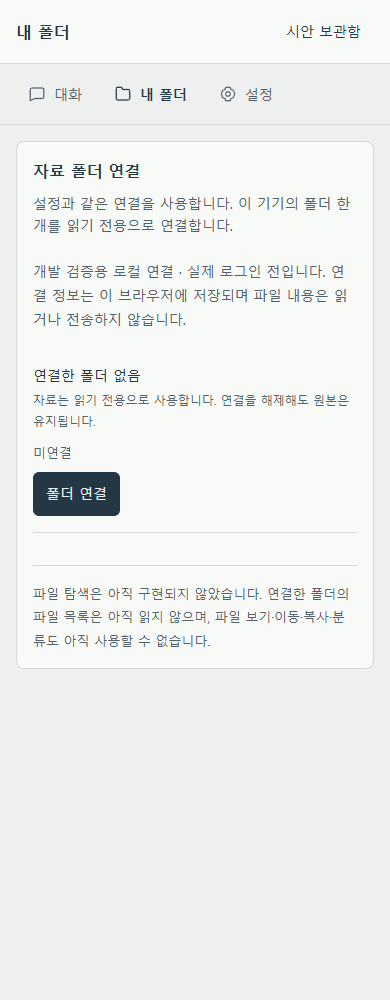 내 폴더
시안 보관함
대화
내 폴더
설정
자료 폴더 연결
설정과 같은 연결을 사용합니다. 이 기기의 폴더 한
개를 읽기 전용으로 연결합니다.
개발 검증용 로컬 연결 · 실제 로그인 전입니다. 연
결 정보는 이 브라우저에 저장되며 파일 내용은 읽
거나 전송하지 않습니다.
연결한 폴더 없음
자료는 읽기 전용으로 사용합니다. 연결을 해제해도 원본은
유지됩니다.
미연결
폴더 연결
파일 탐색은 아직 구현되지 않았습니다. 연결한 폴더의
파일 목록은 아직 읽지 않으며, 파일 보기·이동·복사·분
류도 아직 사용할 수 없습니다.